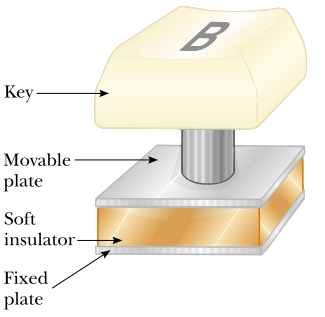 B
Key
Movable
plate
Soft
insulator
Fixed
plate